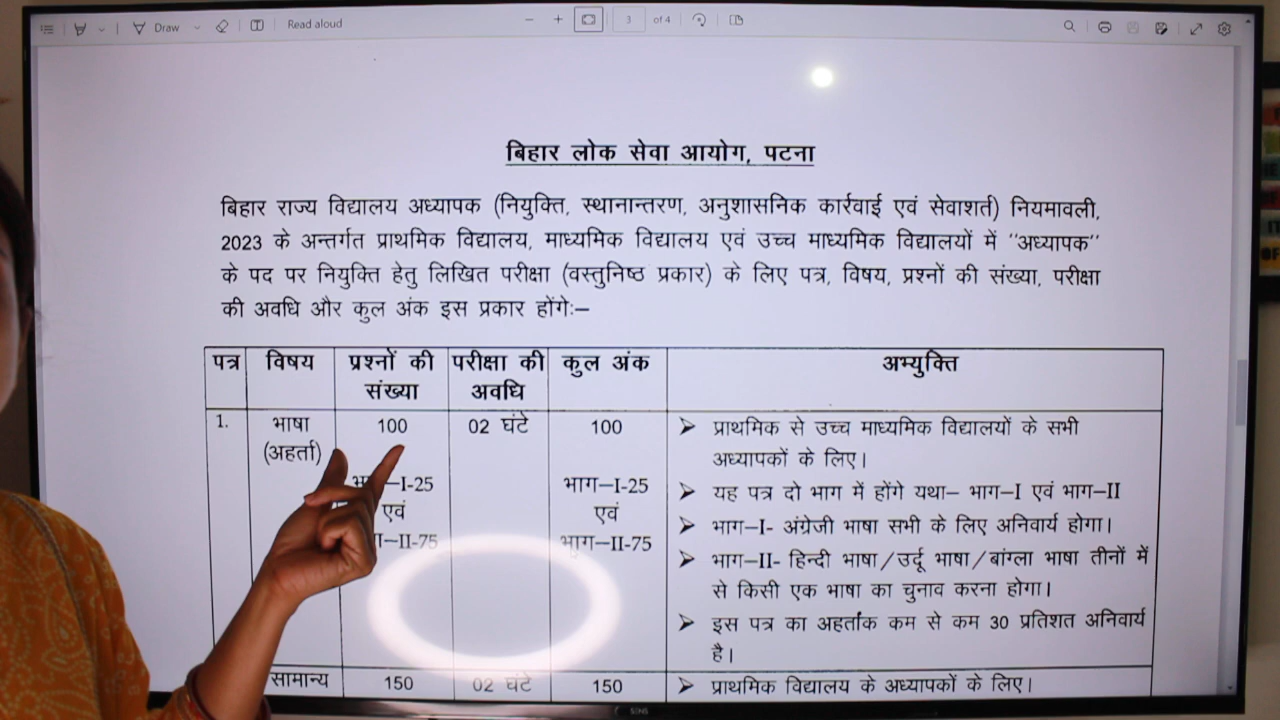 Draw
Read aloud
3 of 4
बिहार लोक सेवा आयोग, पटना
बिहार राज्य विद्यालय अध्यापक (नियुक्ति, स्थानान्तरण, अनुशासनिक कार्रवाई एवं सेवाशर्त) नियमावली,
2023 के अन्तर्गत प्राथमिक विद्यालय, माध्यमिक विद्यालय एवं उच्च माध्यमिक विद्यालयों में ''अध्यापक''
के पद पर नियुक्ति हेतु लिखित परीक्षा (वस्तुनिष्ठ प्रकार) के लिए पत्र, विषय, प्रश्नों की संख्या, परीक्षा
की अवधि और कुल अंक इस प्रकार होंगेः–
पत्र विषय प्रश्नों की संख्या परीक्षा की अवधि कुल अंक अभ्युक्ति
1. भाषा (अहर्ता)
100
–I-25
एवं
–II-75
02 घंटे
100
भाग–I-25
एवं
भाग–II-75
➤ प्राथमिक से उच्च माध्यमिक विद्यालयों के सभी
अध्यापकों के लिए।
➤ यह पत्र दो भाग में होंगे यथा– भाग–I एवं भाग–II
➤ भाग–I- अंग्रेजी भाषा सभी के लिए अनिवार्य होगा।
➤ भाग–II- हिन्दी भाषा/उर्दू भाषा/बांग्ला भाषा तीनों में
से किसी एक भाषा का चुनाव करना होगा।
➤ इस पत्र का अहर्तांक कम से कम 30 प्रतिशत अनिवार्य
है।
सामान्य 150 02 घंटे 150 ➤ प्राथमिक विद्यालय के अध्यापकों के लिए।